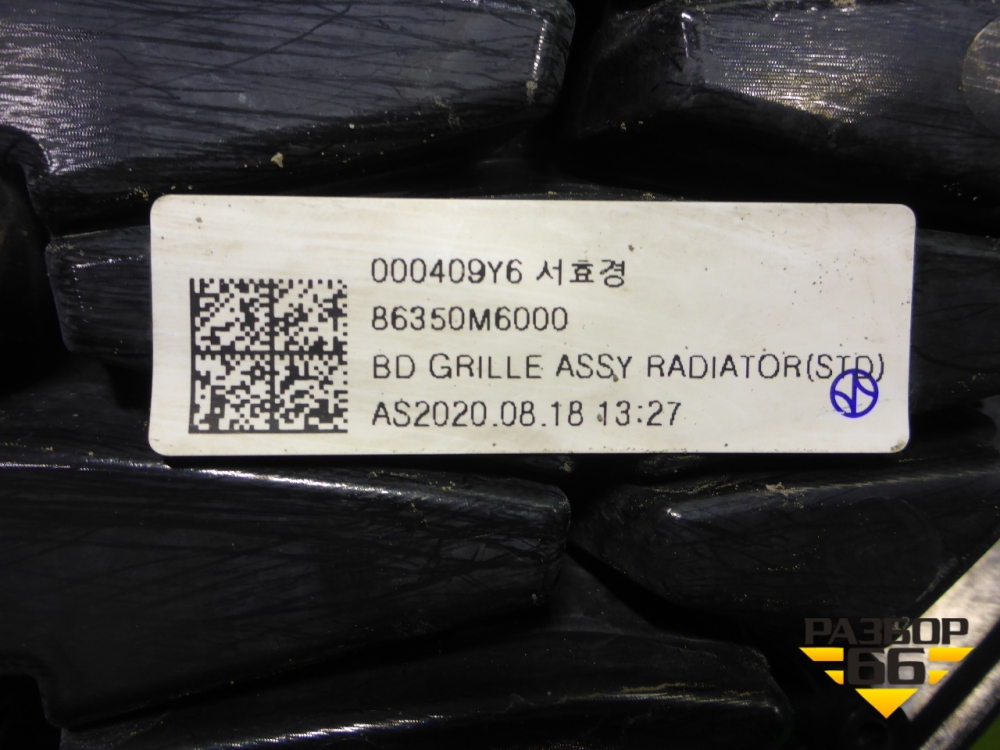 000409Y6 서효경
86350M6000
BD GRILLE ASSY RADIATOR(STD)
AS2020.08.18 13:27
РАЗБОР
66